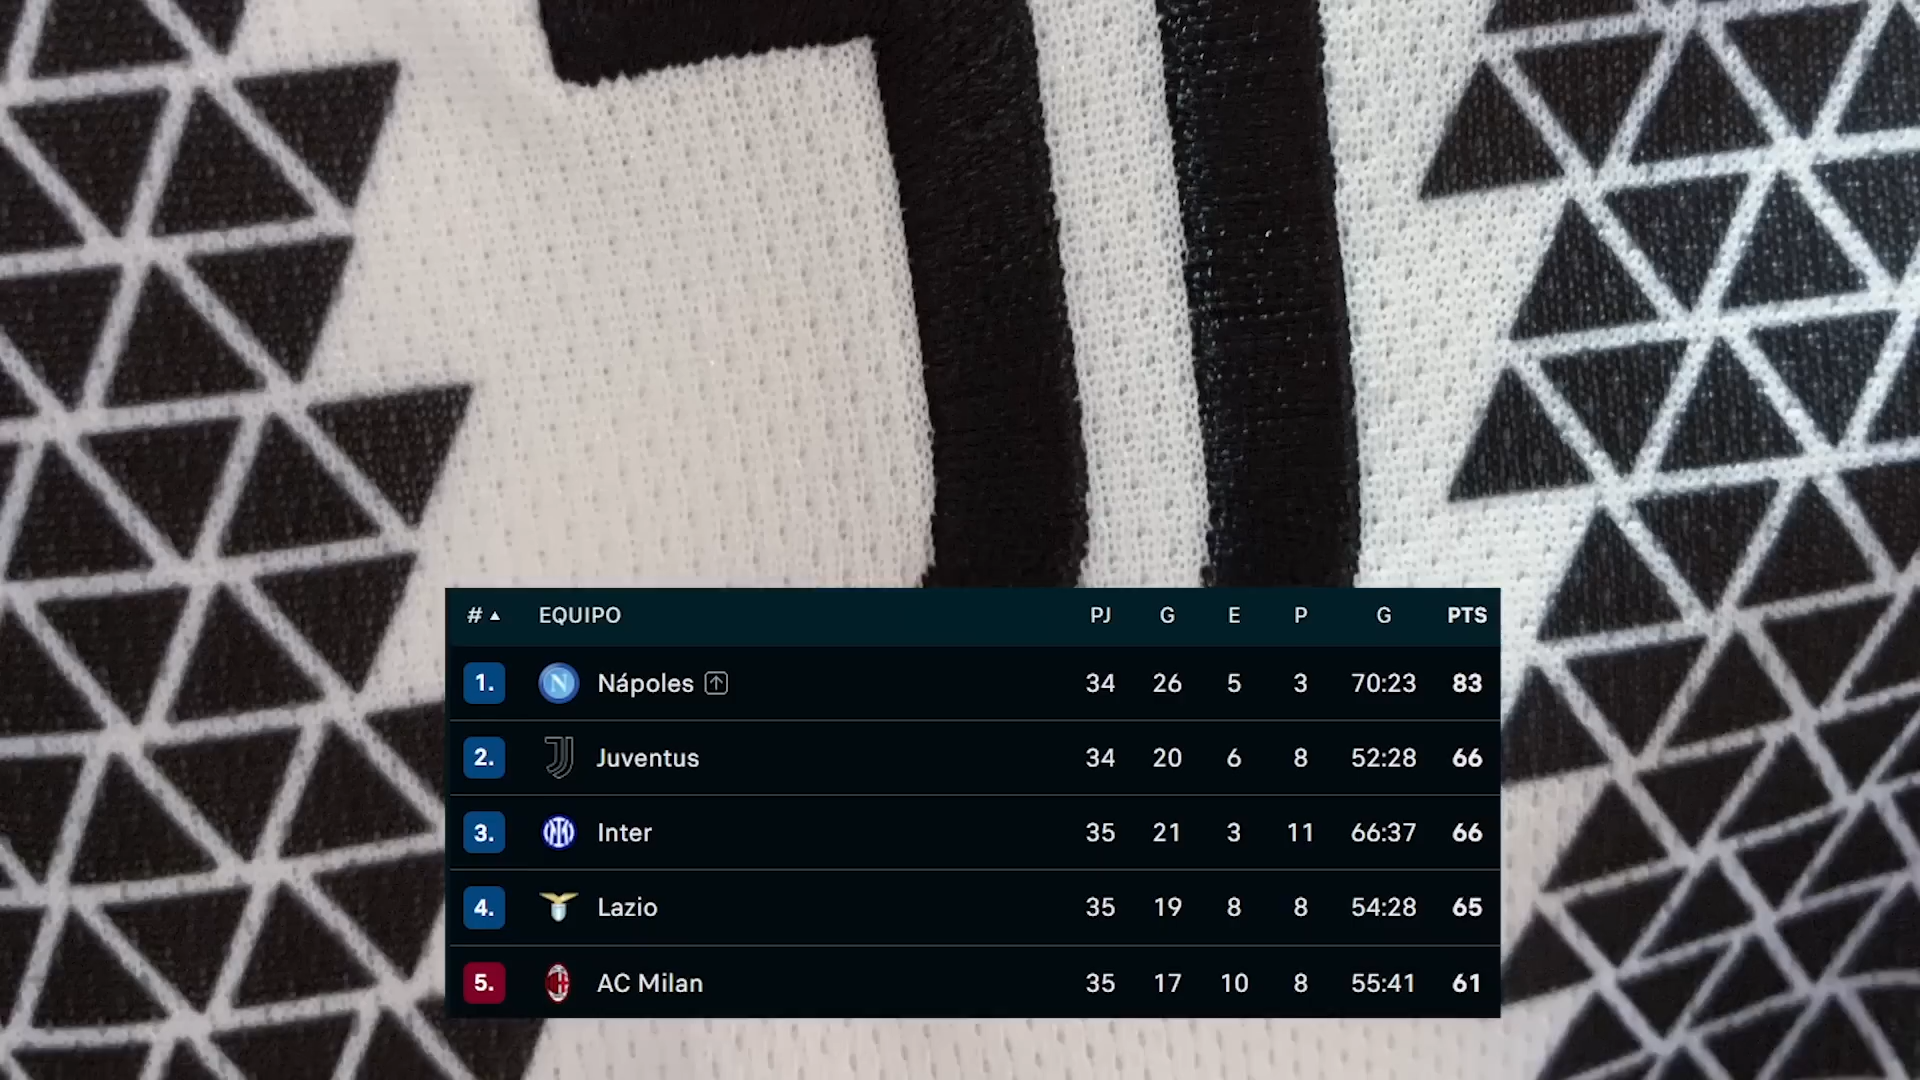 # EQUIPO PJ G E P G PTS
1. Nápoles 34 26 5 3 70:23 83
2. Juventus 34 20 6 8 52:28 66
3. Inter 35 21 3 11 66:37 66
4. Lazio 35 19 8 8 54:28 65
5. AC Milan 35 17 10 8 55:41 61